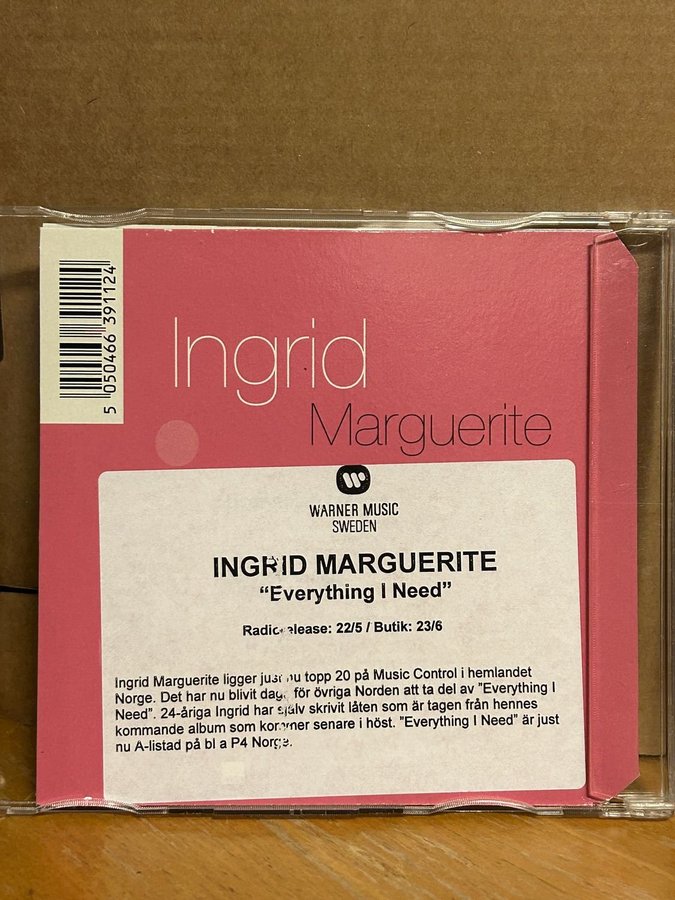 5 050466 391124
Ingrid
Marguerite
WARNER MUSIC
SWEDEN
INGRID MARGUERITE
“Everything I Need”
Radiorelease: 22/5 / Butik: 23/6
Ingrid Marguerite ligger just nu topp 20 på Music Control i hemlandet
Norge. Det har nu blivit dags för övriga Norden att ta del av ”Everything I
Need”. 24-åriga Ingrid har själv skrivit låten som är tagen från hennes
kommande album som kommer senare i höst. ”Everything I Need” är just
nu A-listad på bl a P4 Norge.